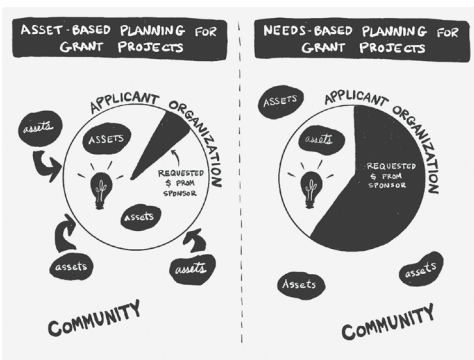 ASSET-BASED PLANNING FOR
GRANT PROJECTS
APPLICANT ORGANIZATION
assets
ASSETS
REQUESTED
$ FROM
SPONSOR
assets
assets
assets
COMMUNITY
NEEDS-BASED PLANNING FOR
GRANT PROJECTS
ASSETS
APPLICANT ORGANIZATION
assets
REQUESTED
$ FROM
SPONSOR
Assets
assets
COMMUNITY